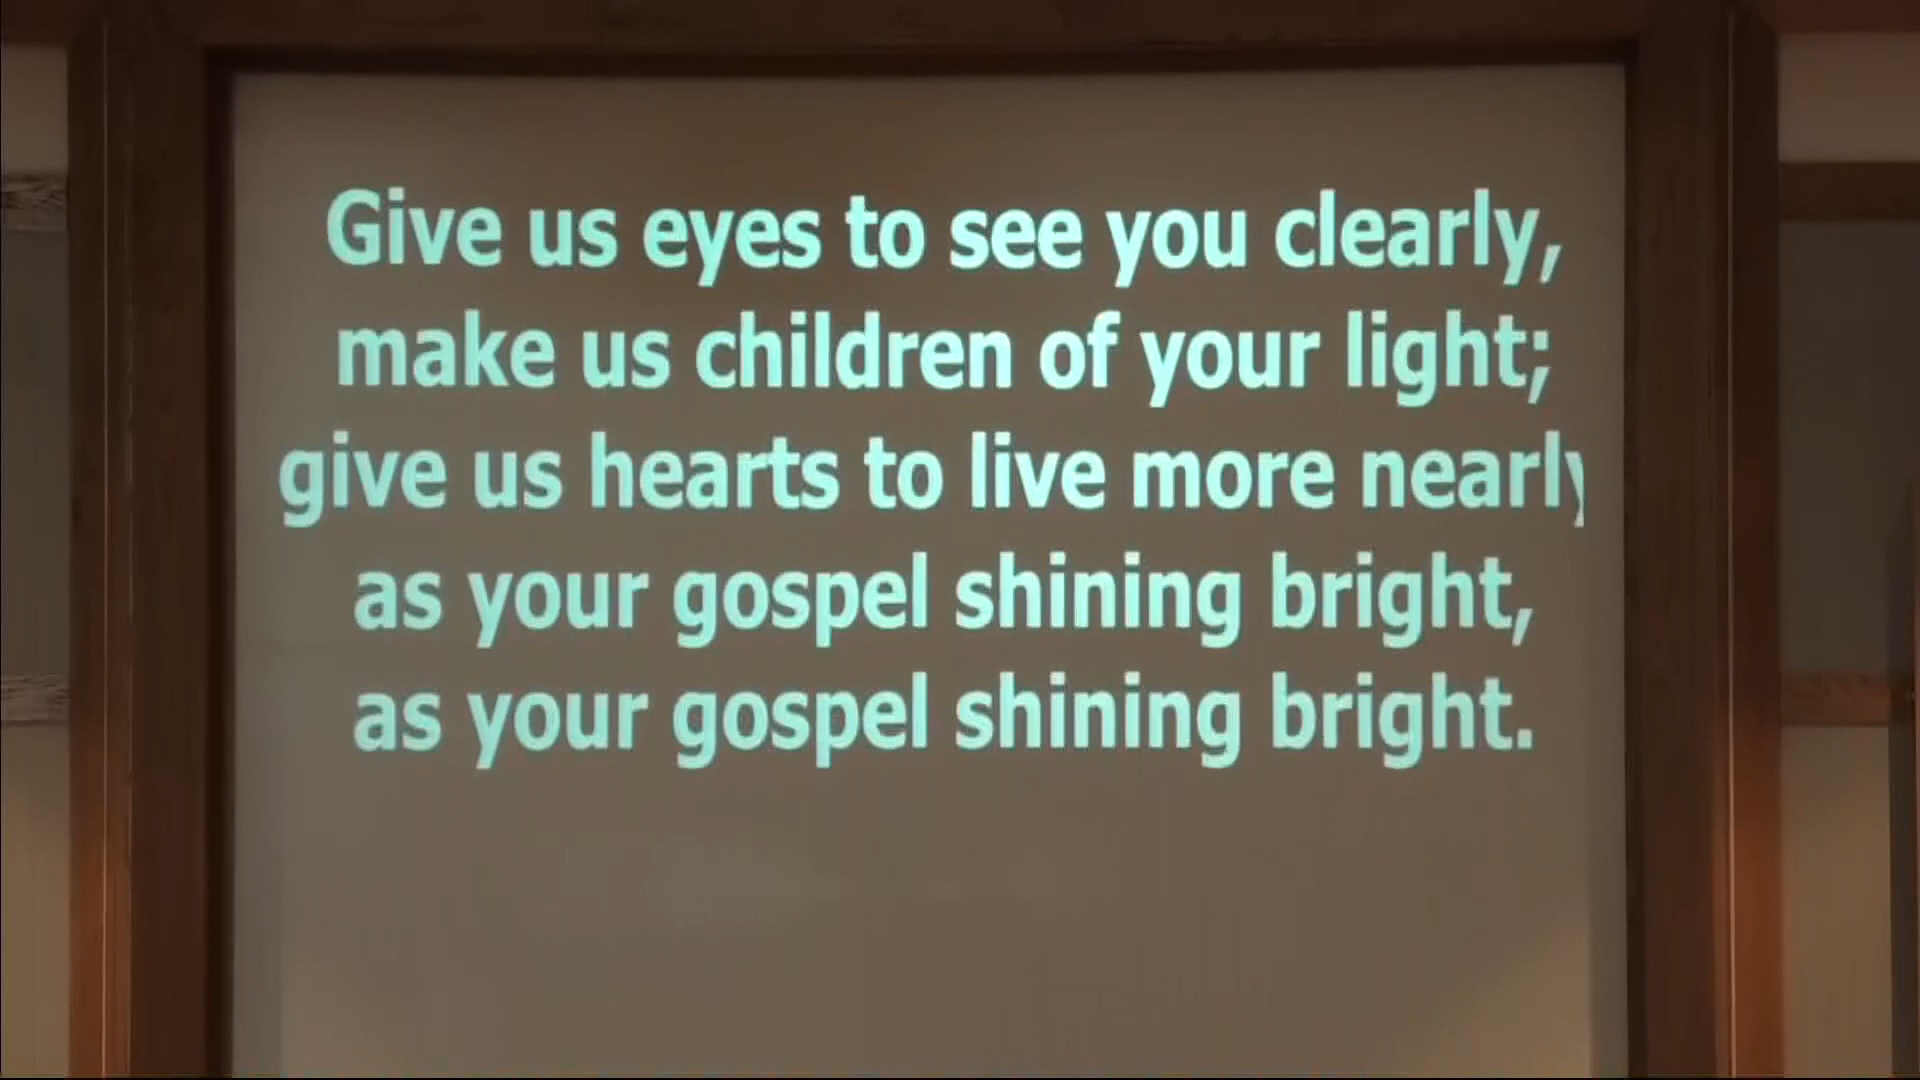 Give us eyes to see you clearly,
make us children of your light;
give us hearts to live more nearly
as your gospel shining bright,
as your gospel shining bright.